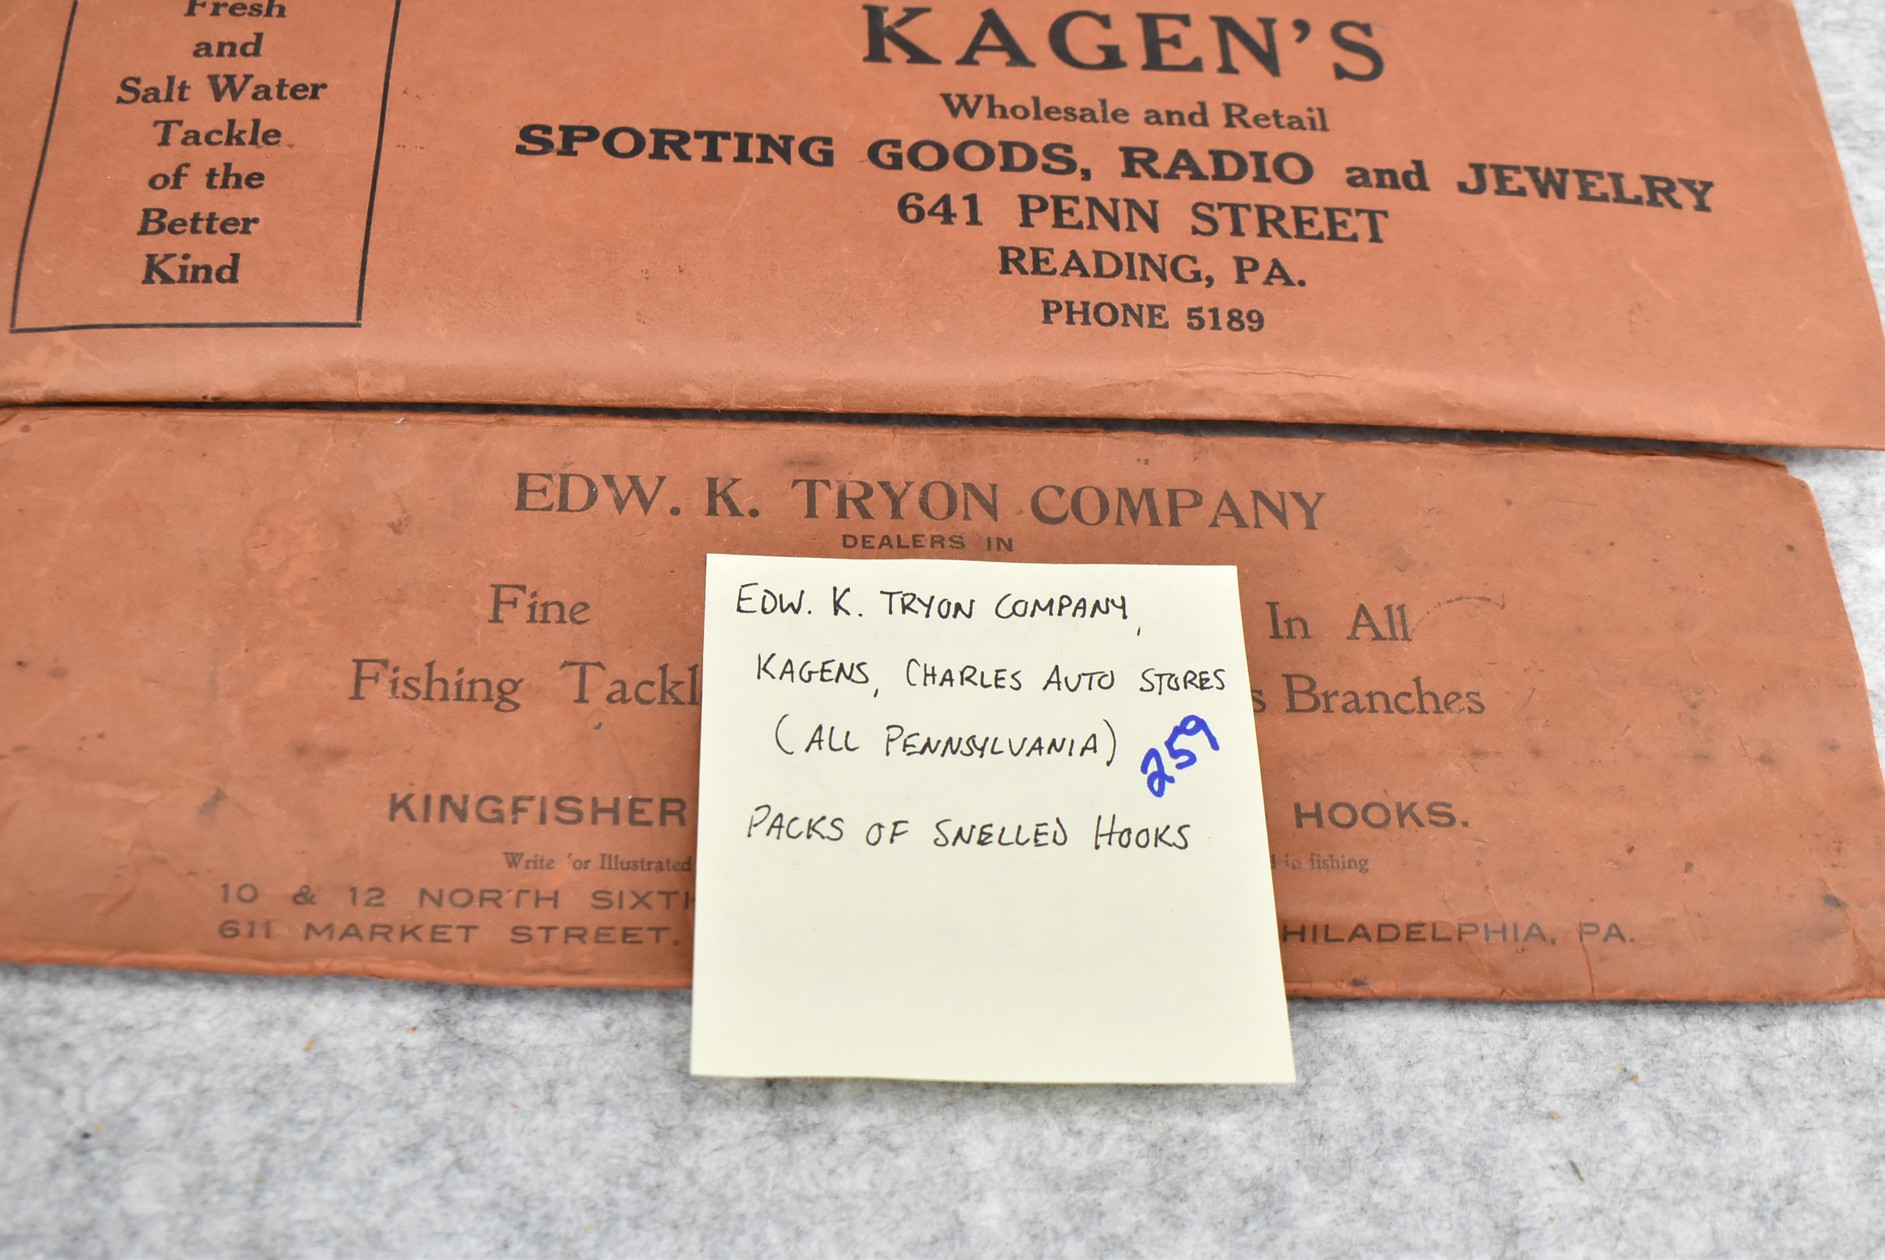 Fresh
and
Salt Water
Tackle
of the
Better
Kind
KAGEN'S
Wholesale and Retail
SPORTING GOODS, RADIO and JEWELRY
641 PENN STREET
READING, PA.
PHONE 5189
EDW. K. TRYON COMPANY
DEALERS IN
Fine In All
Fishing Branches
KINGFISHER HOOKS.
Write for Illustrated in fishing
10 & 12 NORTH
611 MARKET STREET. PA.
EDW. K. TRYON COMPANY,
KAGENS, CHARLES AUTO STORES
(ALL PENNSYLVANIA) 259
PACKS OF SNELLED HOOKS